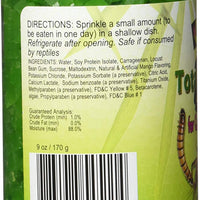 DIRECTIONS: Sprinkle a small amount (to
be eaten in one day) in a shallow dish.
Refrigerate after opening. Safe if consumed
by reptiles
INGREDIENTS: Water, Soy Protein Isolate, Carrageenan, Locust
Bean Gum, Sucrose, Maltodextrin, Natural & Artificial Mango Flavoring,
Potassium Chloride, Potassium Sorbate (a preservative), Citric Acid,
Calcium Lactate, Sodium benzoate (a preservative), Titanium Oxide,
Methylparaben (a preservative), FD&C Yellow # 5, Betacarotene,
algae, Propylparaben (a preservative), FD&C Blue # 1
Guaranteed Analysis:
Crude Protein (min.) 1.0%
Crude Fat (min.) 0.0%
Moisture (max) 88.0%
9 oz / 170 g